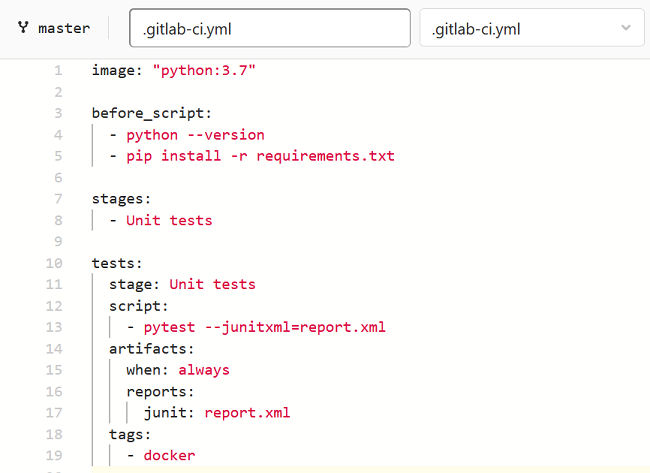 master .gitlab-ci.yml .gitlab-ci.yml
1 image: "python:3.7"
2
3 before_script:
4 - python --version
5 - pip install -r requirements.txt
6
7 stages:
8 - Unit tests
9
10 tests:
11 stage: Unit tests
12 script:
13 - pytest --junitxml=report.xml
14 artifacts:
15 when: always
16 reports:
17 junit: report.xml
18 tags:
19 - docker